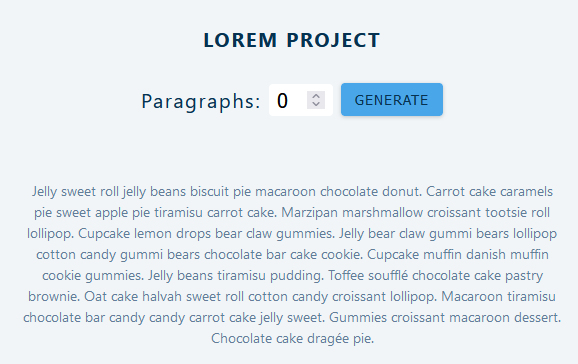 LOREM PROJECT
Paragraphs: 0 GENERATE
Jelly sweet roll jelly beans biscuit pie macaroon chocolate donut. Carrot cake caramels
pie sweet apple pie tiramisu carrot cake. Marzipan marshmallow croissant tootsie roll
lollipop. Cupcake lemon drops bear claw gummies. Jelly bear claw gummi bears lollipop
cotton candy gummi bears chocolate bar cake cookie. Cupcake muffin danish muffin
cookie gummies. Jelly beans tiramisu pudding. Toffee soufflé chocolate cake pastry
brownie. Oat cake halvah sweet roll cotton candy croissant lollipop. Macaroon tiramisu
chocolate bar candy candy carrot cake jelly sweet. Gummies croissant macaroon dessert.
Chocolate cake dragée pie.